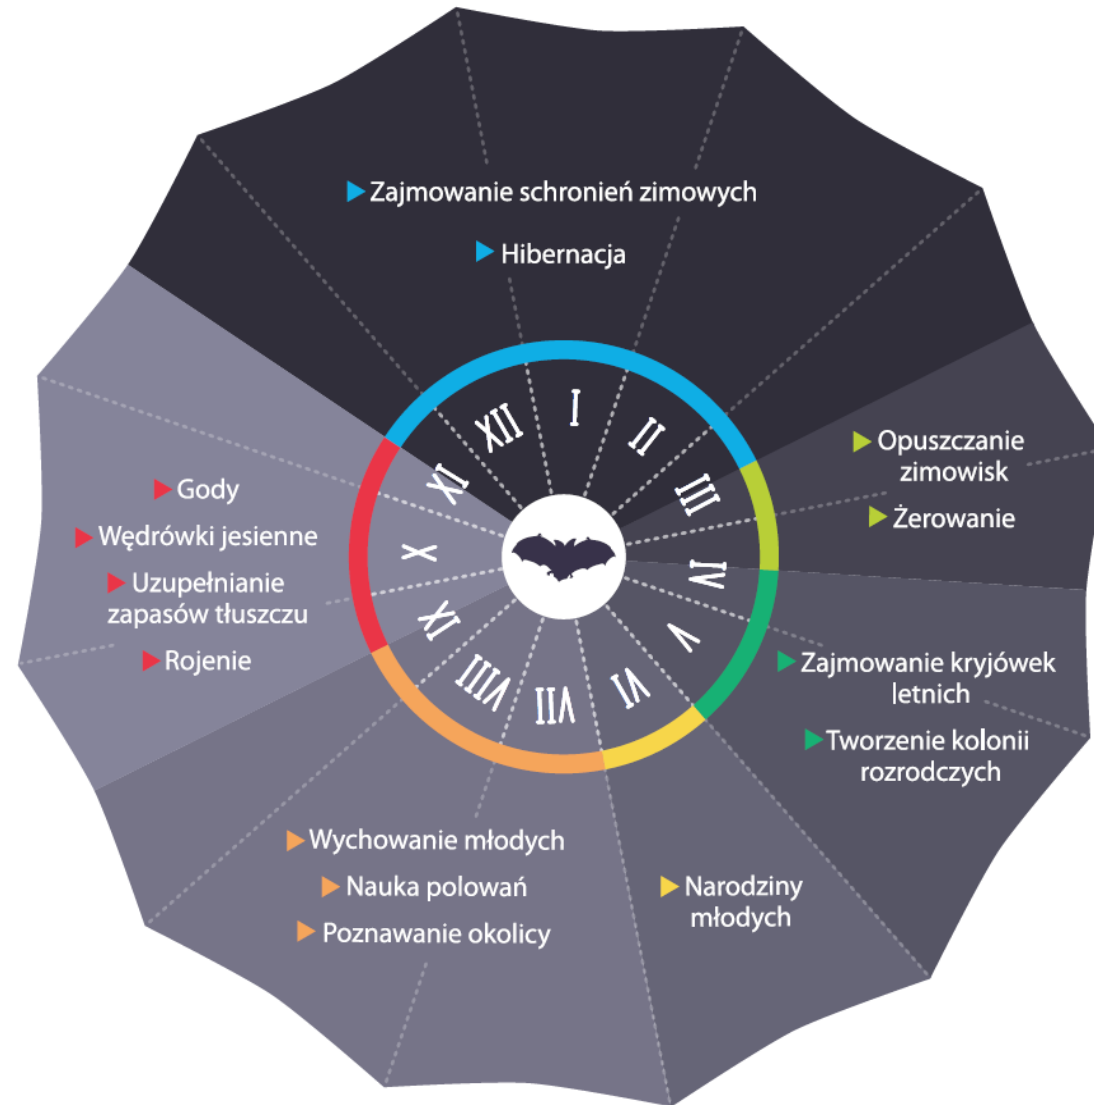 Zajmowanie schronień zimowych
Hibernacja
I
II
III
IV
V
VI
VII
VIII
IX
X
XI
XII
Opuszczanie
zimowisk
Żerowanie
Zajmowanie kryjówek
letnich
Tworzenie kolonii
rozrodczych
Narodziny
młodych
Wychowanie młodych
Nauka polowań
Poznawanie okolicy
Gody
Wędrówki jesienne
Uzupełnianie
zapasów tłuszczu
Rojenie